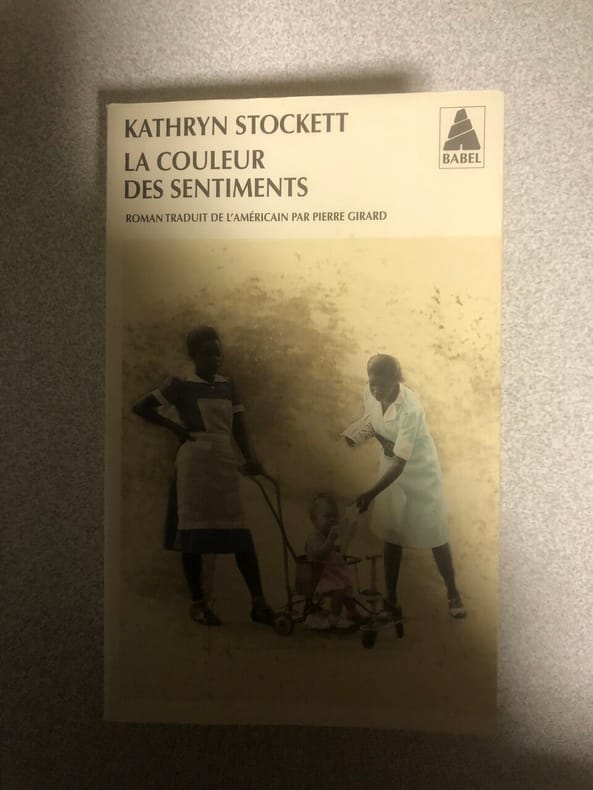 KATHRYN STOCKETT
LA COULEUR
DES SENTIMENTS
ROMAN TRADUIT DE L'AMÉRICAIN PAR PIERRE GIRARD
BABEL